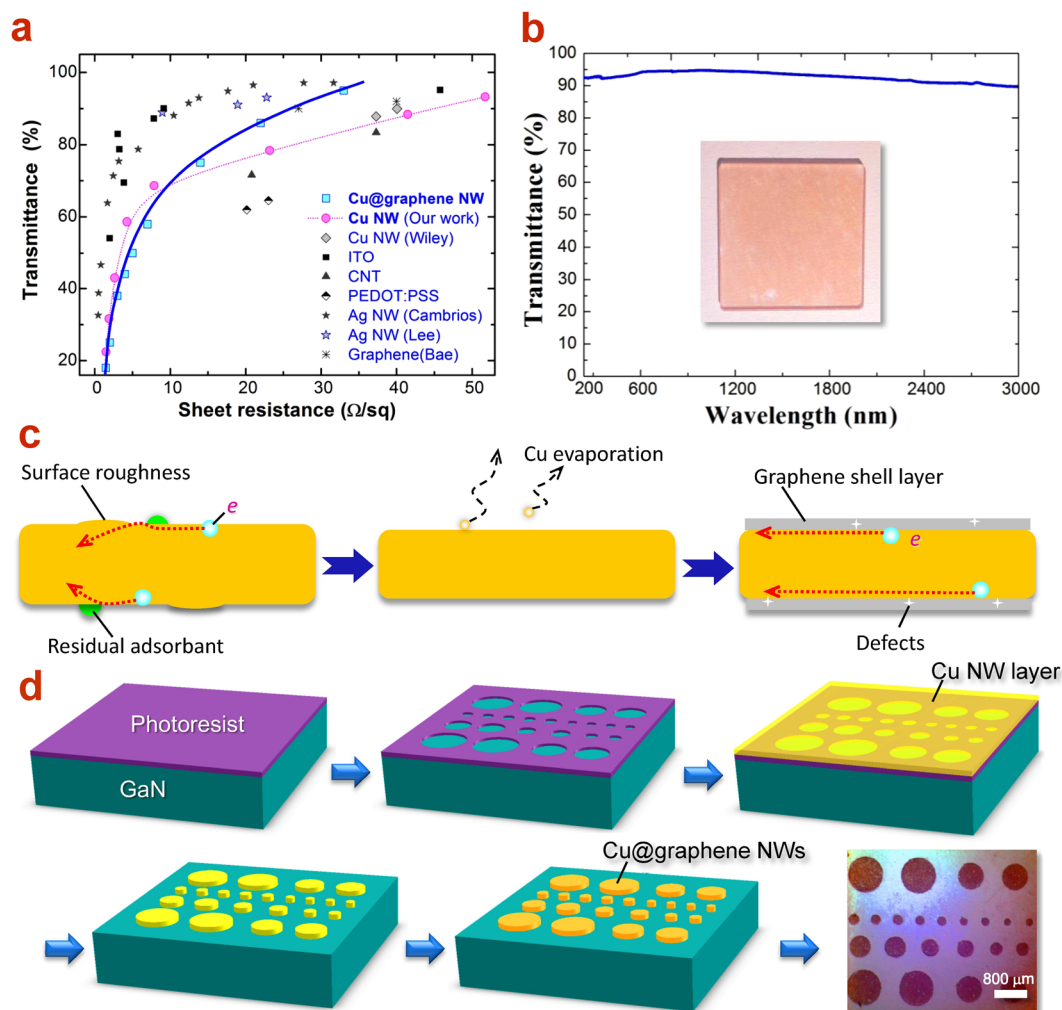 a
Transmittance (%)
100
80
60
40
20
0
10
20
30
40
50
Sheet resistance (Ω/sq)
Cu@graphene NW
Cu NW (Our work)
Cu NW (Wiley)
ITO
CNT
PEDOT:PSS
Ag NW (Cambrios)
Ag NW (Lee)
Graphene(Bae)
b
Transmittance (%)
100
90
80
70
60
50
40
30
20
10
0
200
600
1200
1800
2400
3000
Wavelength (nm)
c
Surface roughness
e
Residual adsorbant
Cu evaporation
Graphene shell layer
e
Defects
d
Photoresist
GaN
Cu NW layer
Cu@graphene NWs
800 μm